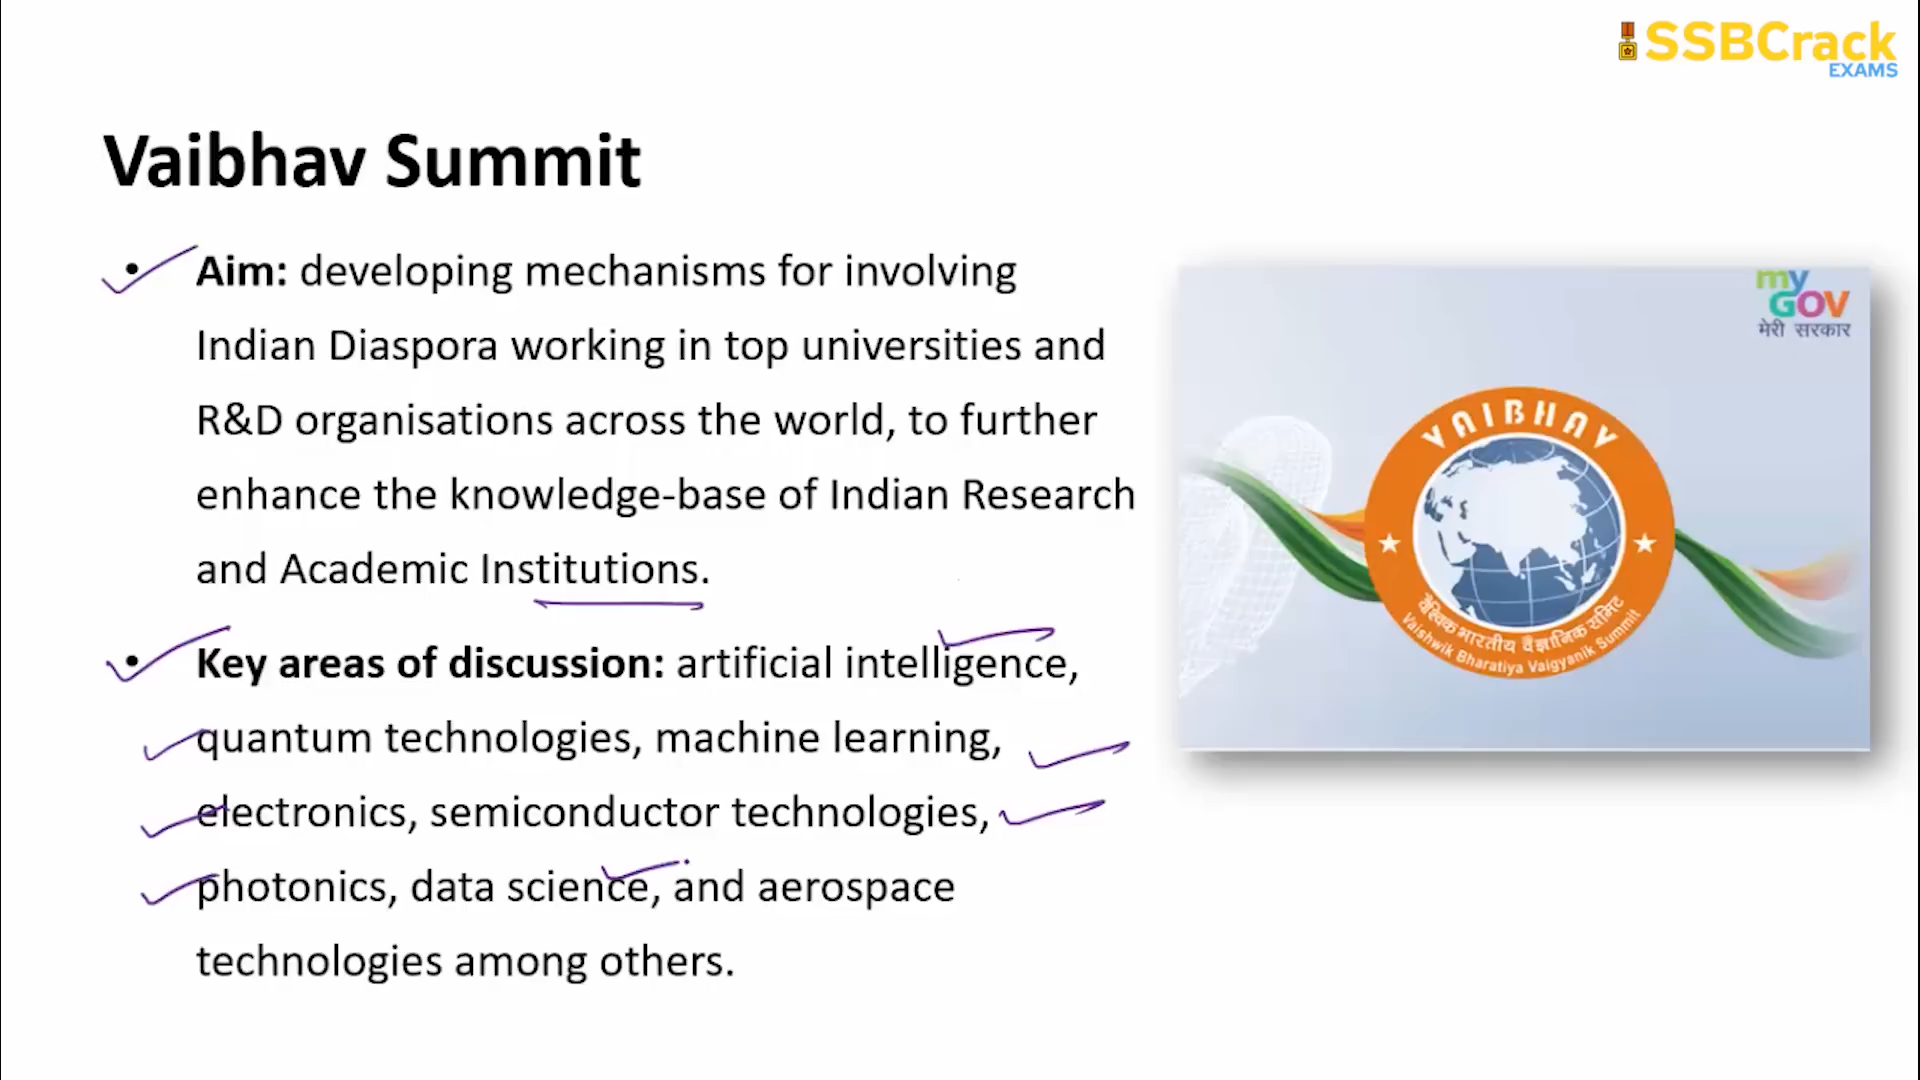 SSBCrack
EXAMS
Vaibhav Summit
• Aim: developing mechanisms for involving
Indian Diaspora working in top universities and
R&D organisations across the world, to further
enhance the knowledge-base of Indian Research
and Academic Institutions.
• Key areas of discussion: artificial intelligence,
quantum technologies, machine learning,
electronics, semiconductor technologies,
photonics, data science, and aerospace
technologies among others.
my
GOV
मेरी सरकार
VAIBHAV
वैश्विक भारतीय वैज्ञानिक समिट
Vaishwik Bharatiya Vaigyanik Summit